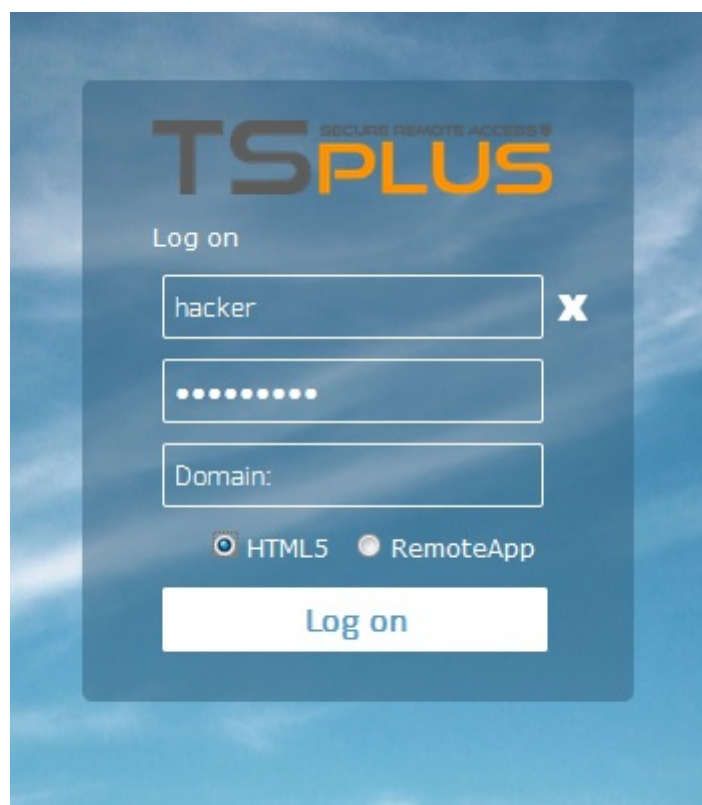 TSPLUS
SECURE REMOTE ACCESS®
Log on
hacker
•••••••••
Domain:
HTML5 RemoteApp
Log on